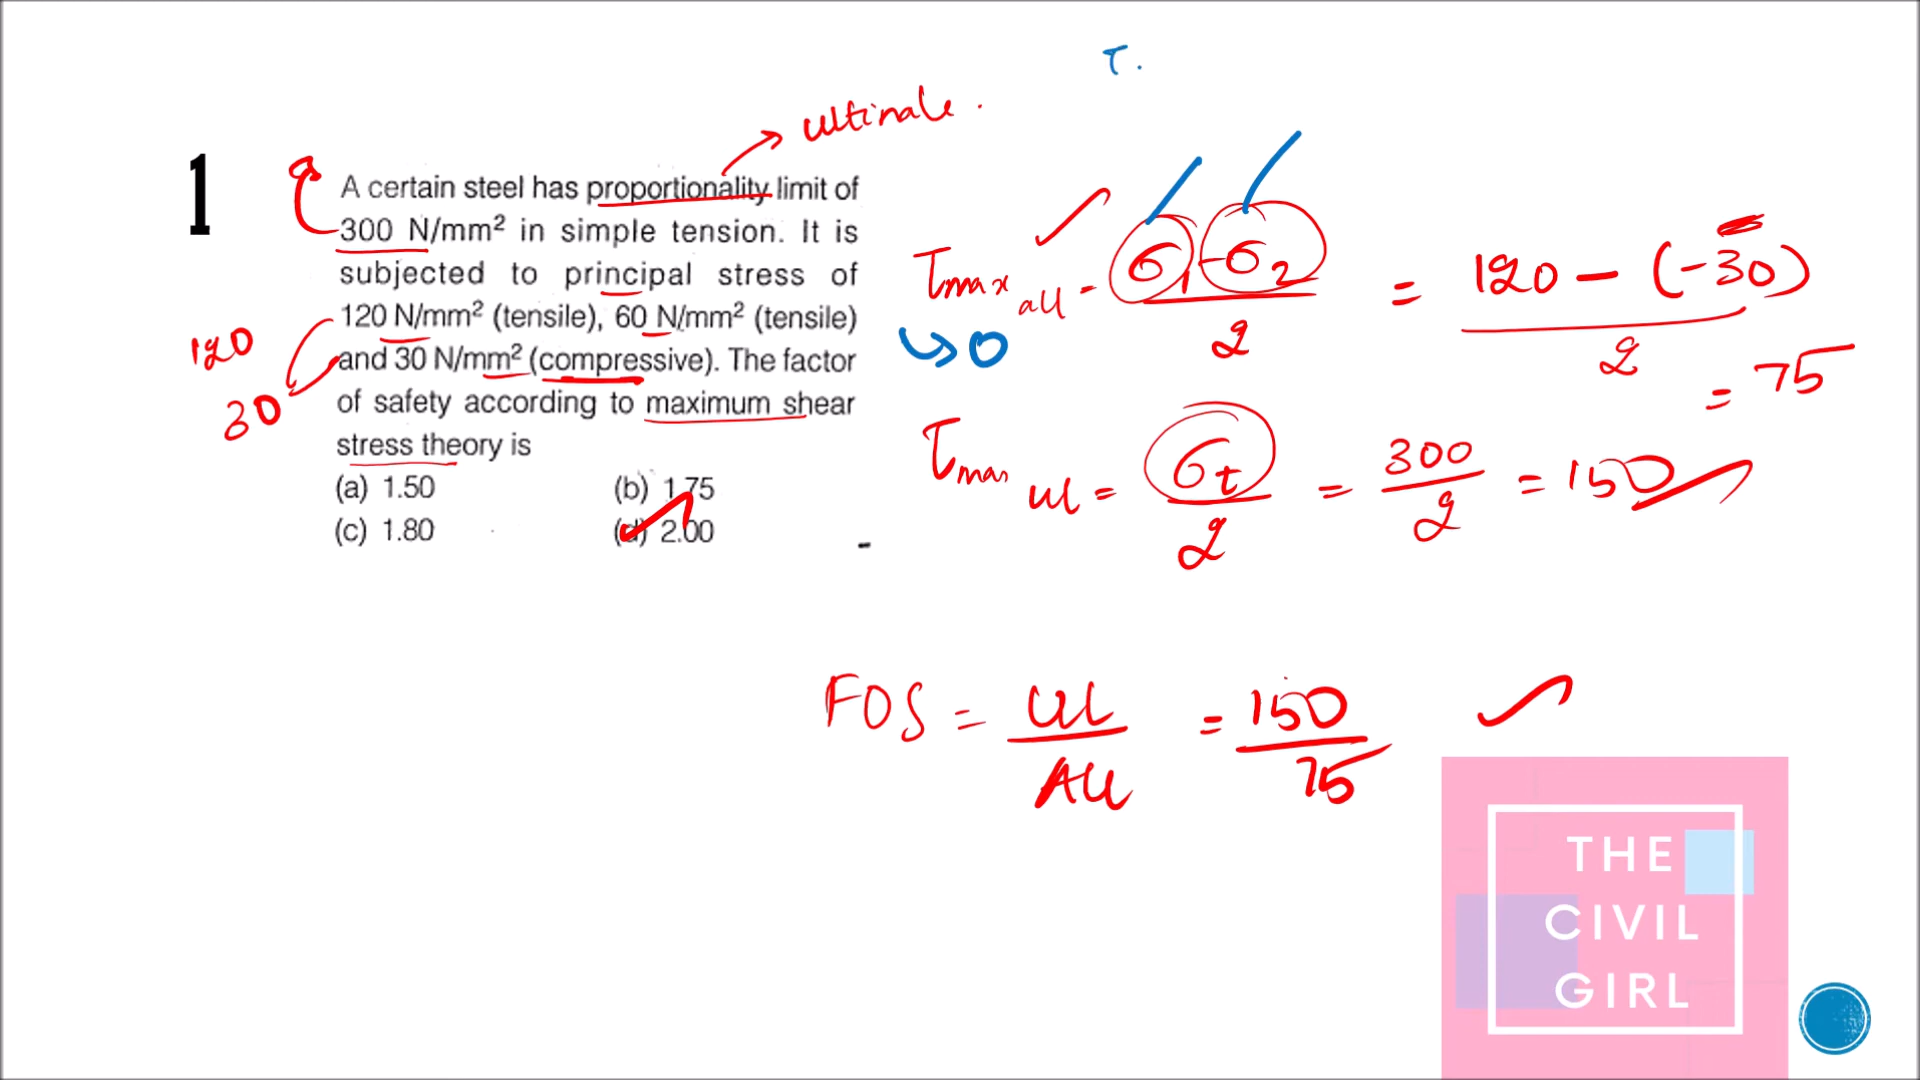 τ.
ultimate.
1
A certain steel has proportionality limit of
300 N/mm² in simple tension. It is
subjected to principal stress of
120 N/mm² (tensile), 60 N/mm² (tensile)
and 30 N/mm² (compressive). The factor
of safety according to maximum shear
stress theory is
(a) 1.50 (b) 1.75
(c) 1.80 (d) 2.00
120
30
τmax all = σ1 - σ2 / 2 = 120 - (-30) / 2
= 75
0
τmax ul = σt / 2 = 300 / 2 = 150
FOS = UL / All = 150 / 75
THE
CIVIL
GIRL